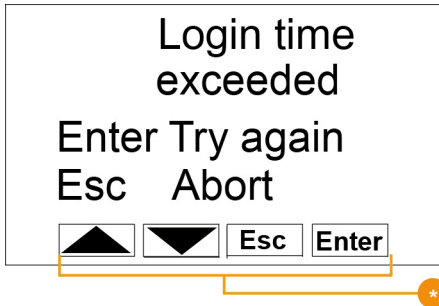 Login time
exceeded
Enter Try again
Esc Abort
Esc Enter
*